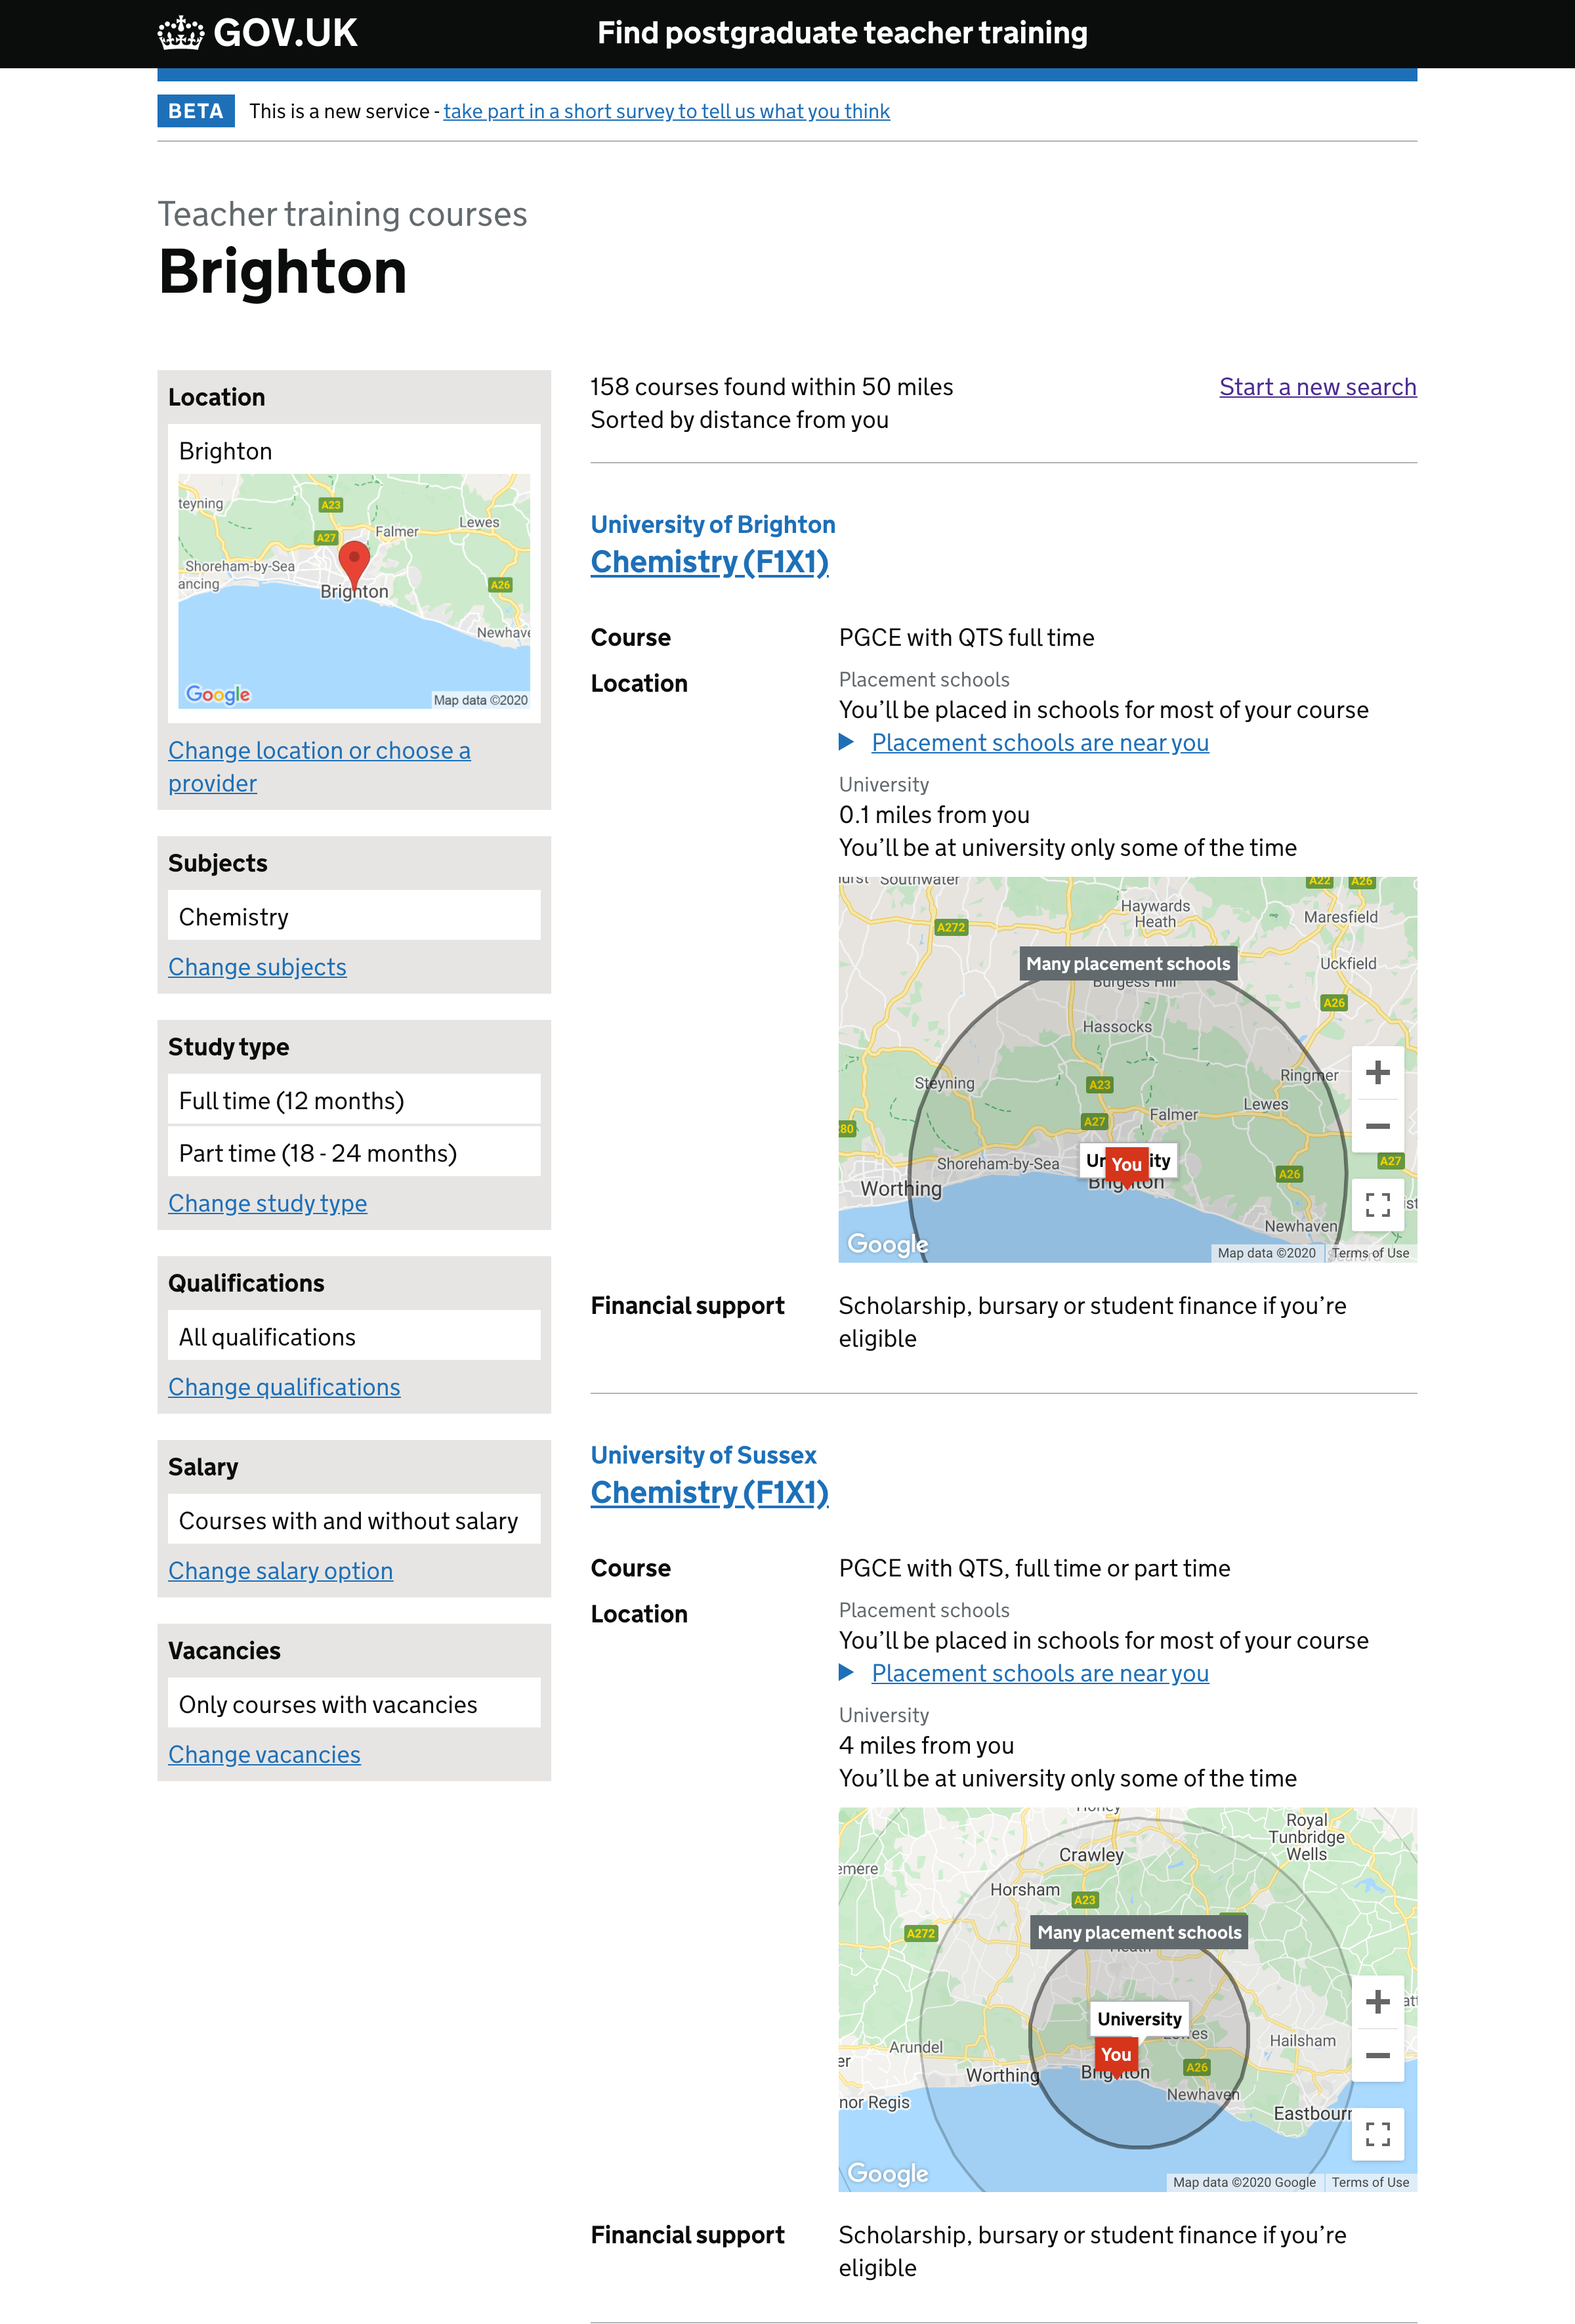 GOV.UK
Find postgraduate teacher training
BETA
This is a new service - take part in a short survey to tell us what you think
Teacher training courses
Brighton
Location
Brighton
teyning
A23
Lewes
A27
Falmer
Shoreham-by-Sea
ancing
Brighton
A26
Newhave
Google
Map data ©2020
Change location or choose a
provider
Subjects
Chemistry
Change subjects
Study type
Full time (12 months)
Part time (18 - 24 months)
Change study type
Qualifications
All qualifications
Change qualifications
Salary
Courses with and without salary
Change salary option
Vacancies
Only courses with vacancies
Change vacancies
158 courses found within 50 miles
Start a new search
Sorted by distance from you
University of Brighton
Chemistry (F1X1)
Course
PGCE with QTS full time
Location
Placement schools
You’ll be placed in schools for most of your course
Placement schools are near you
University
0.1 miles from you
You’ll be at university only some of the time
Southwater
A22
A26
Haywards
Heath
Maresfield
A272
Many placement schools
Uckfield
Burgess Hill
A26
Hassocks
Steyning
A23
Ringmer
Lewes
A27
Falmer
80
Shoreham-by-Sea
You
A27
Worthing
A26
Newhaven
Google
Map data ©2020
Terms of Use
Financial support
Scholarship, bursary or student finance if you’re
eligible
University of Sussex
Chemistry (F1X1)
Course
PGCE with QTS, full time or part time
Location
Placement schools
You’ll be placed in schools for most of your course
Placement schools are near you
University
4 miles from you
You’ll be at university only some of the time
Royal
Tunbridge
Wells
Crawley
emere
Horsham
A23
A272
Many placement schools
University
Arundel
Hailsham
You
er
Worthing
A26
Newhaven
nor Regis
Eastbourn
Google
Map data ©2020 Google
Terms of Use
Financial support
Scholarship, bursary or student finance if you’re
eligible